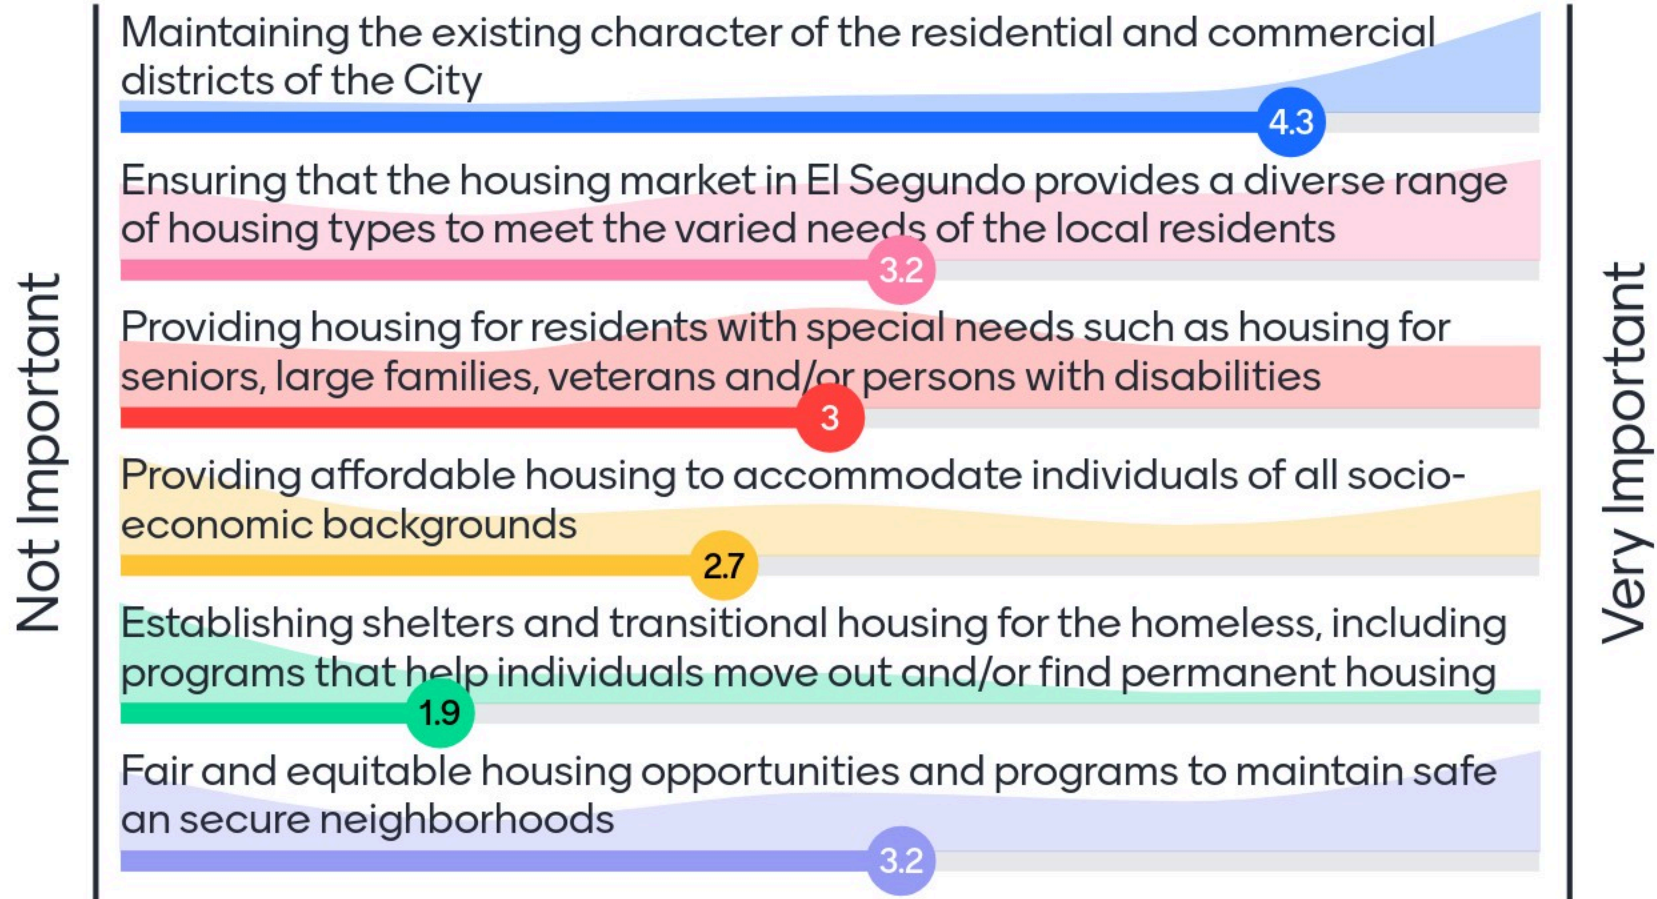 Maintaining the existing character of the residential and commercial
districts of the City
4.3
Ensuring that the housing market in El Segundo provides a diverse range
of housing types to meet the varied needs of the local residents
3.2
Providing housing for residents with special needs such as housing for
seniors, large families, veterans and/or persons with disabilities
3
Providing affordable housing to accommodate individuals of all socio-
economic backgrounds
2.7
Establishing shelters and transitional housing for the homeless, including
programs that help individuals move out and/or find permanent housing
1.9
Fair and equitable housing opportunities and programs to maintain safe
an secure neighborhoods
3.2
Not Important
Very Important